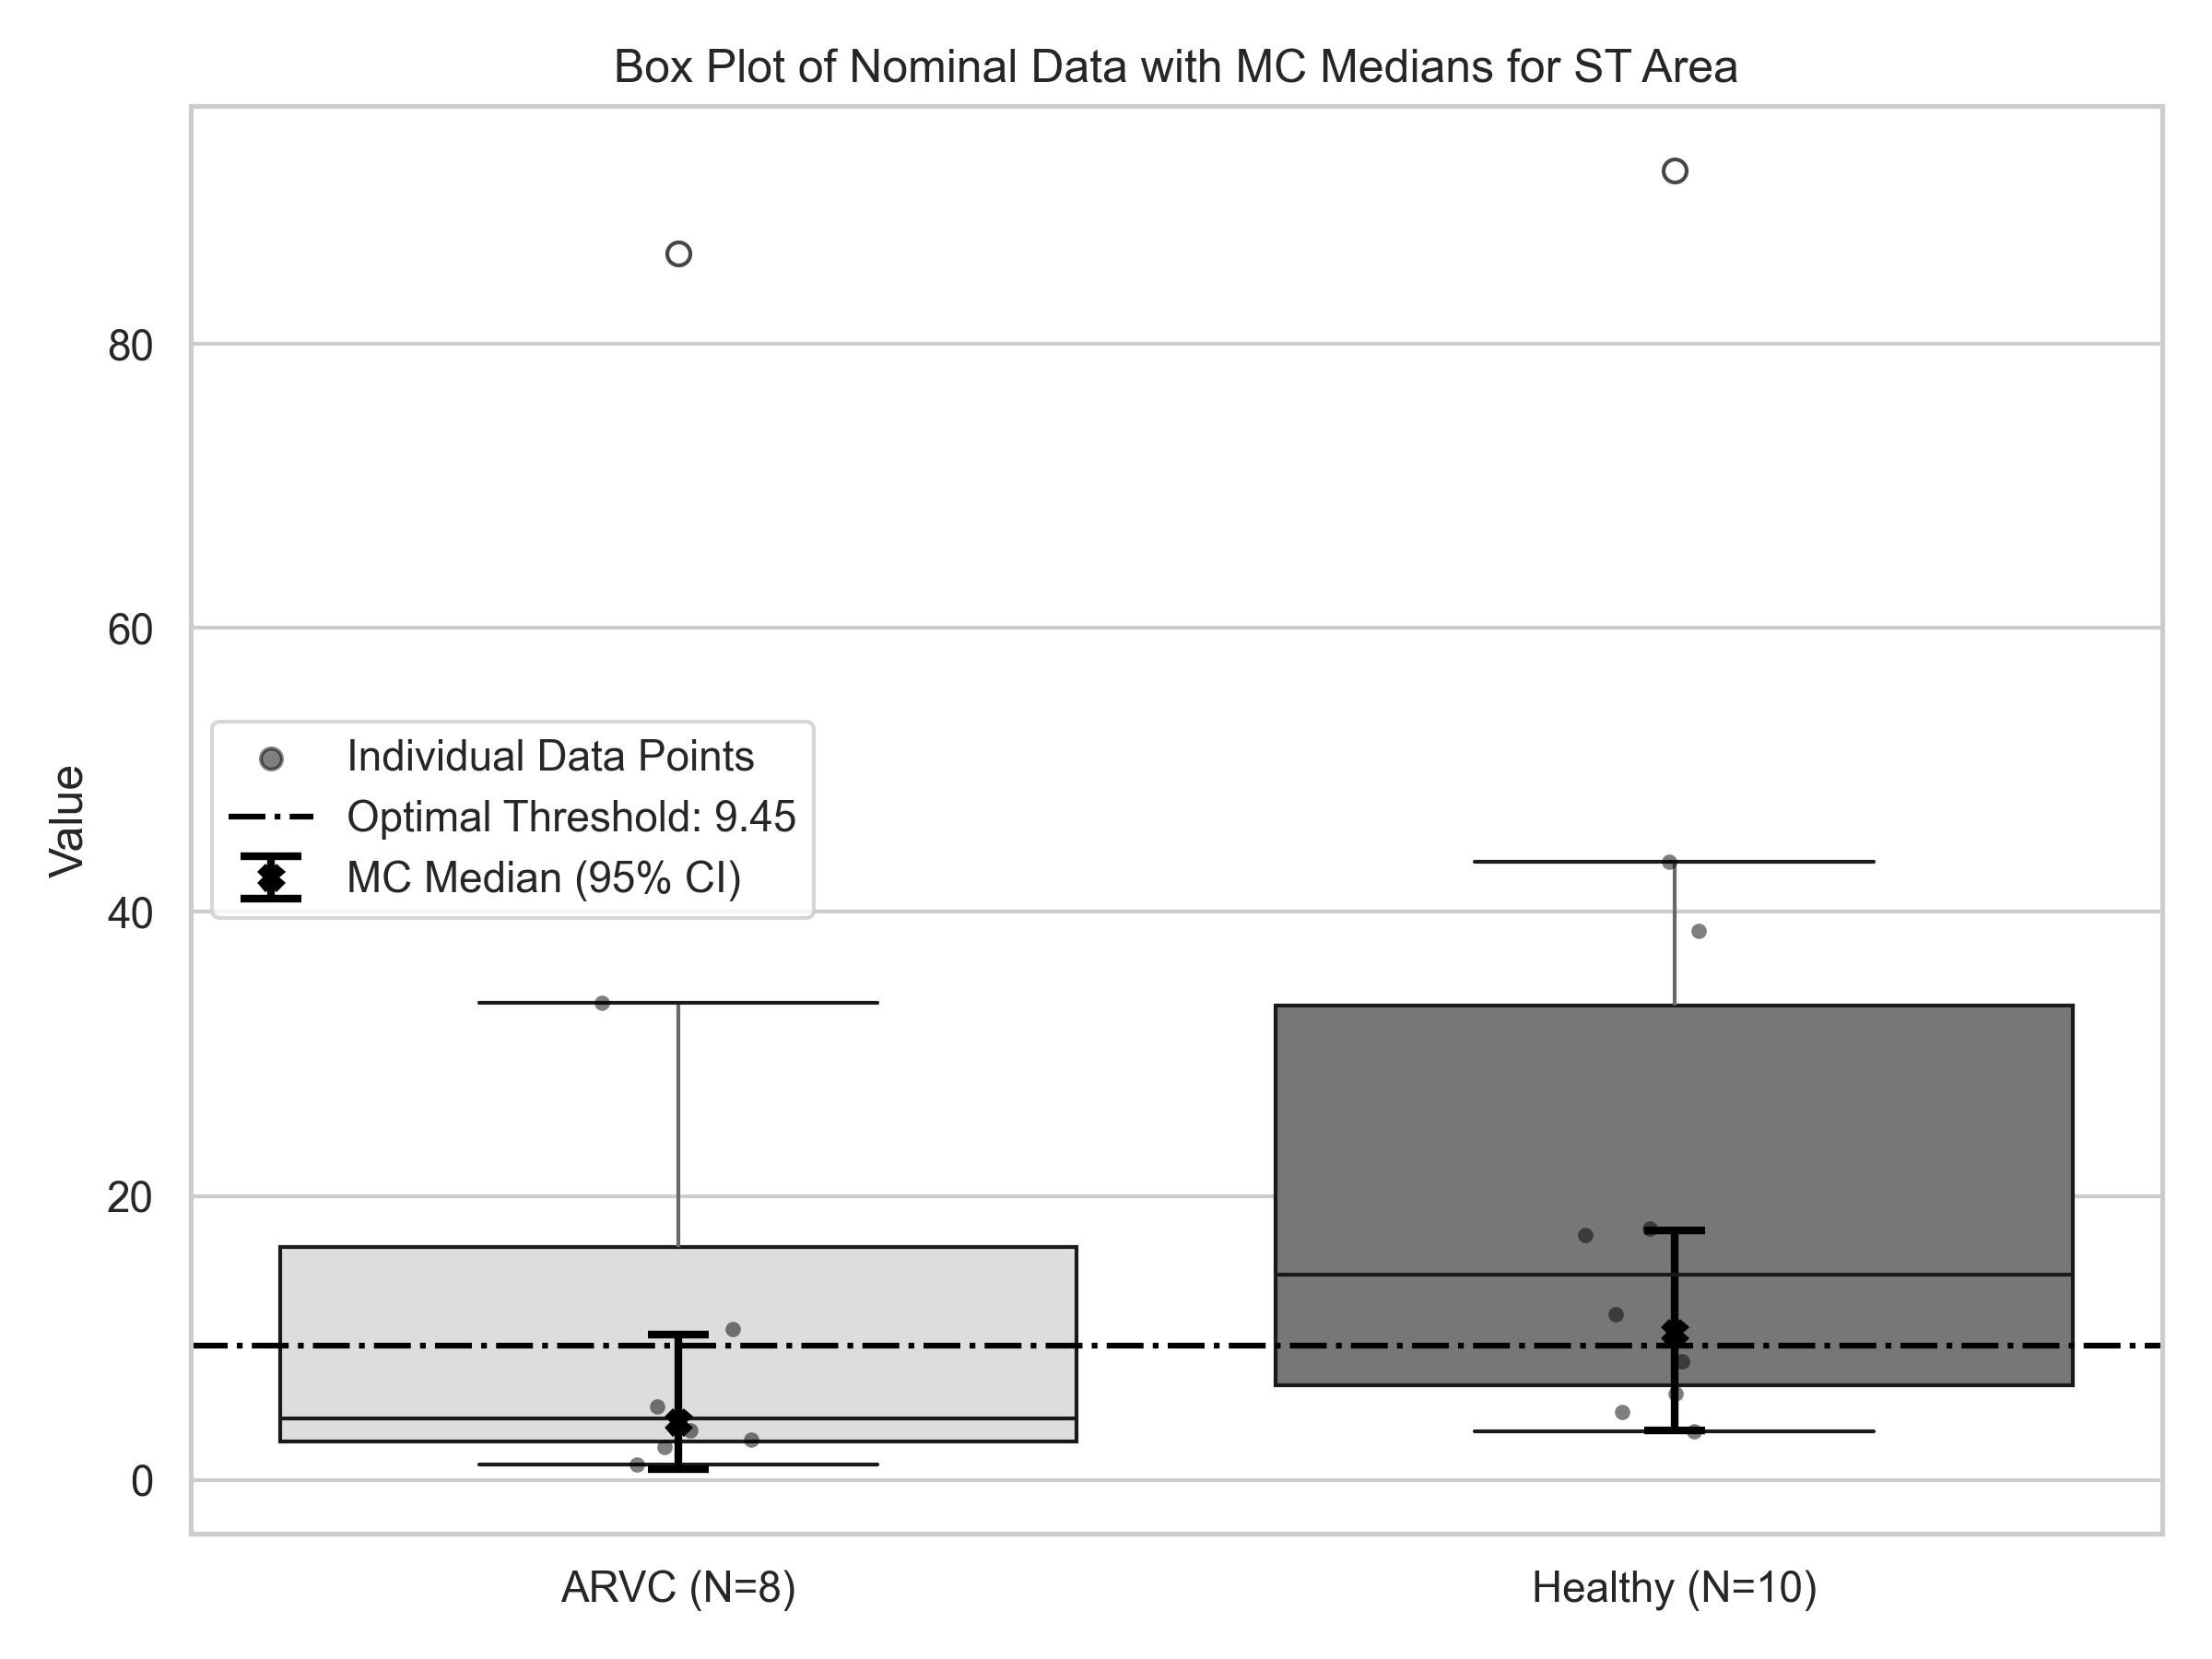 Box Plot of Nominal Data with MC Medians for ST Area
Value
80
60
40
20
0
Individual Data Points
Optimal Threshold: 9.45
MC Median (95% CI)
ARVC (N=8)
Healthy (N=10)